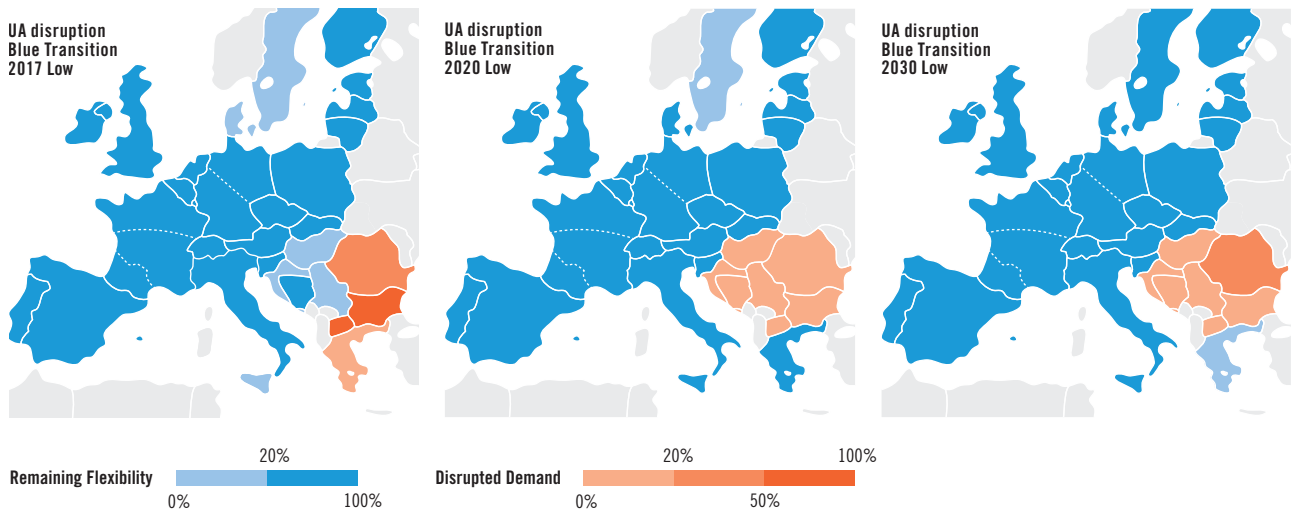 UA disruption
Blue Transition
2017 Low
UA disruption
Blue Transition
2020 Low
UA disruption
Blue Transition
2030 Low
Remaining Flexibility
20%
0%
100%
Disrupted Demand
20%
100%
0%
50%